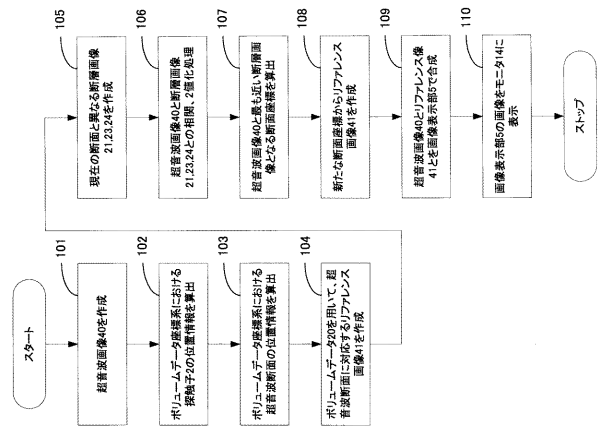 スタート
101
超音波画像40を作成
102
ボリュームデータ座標系における
探触子2の位置情報を算出
103
ボリュームデータ座標系における
超音波断面の位置情報を算出
104
ボリュームデータ20を用いて、超
音波断面に対応するリファレンス
画像41を作成
105
現在の断面と異なる断層画像
21,23,24を作成
106
超音波画像40と断層画像
21,23,24との相関、2値化処理
107
超音波画像40と最も近い断層画
像となる断面座標を算出
108
新たな断面座標からリファレンス
画像41を作成
109
超音波画像40とリファレンス像
41とを画像表示部5で合成
110
画像表示部5の画像をモニタ14に
表示
ストップ